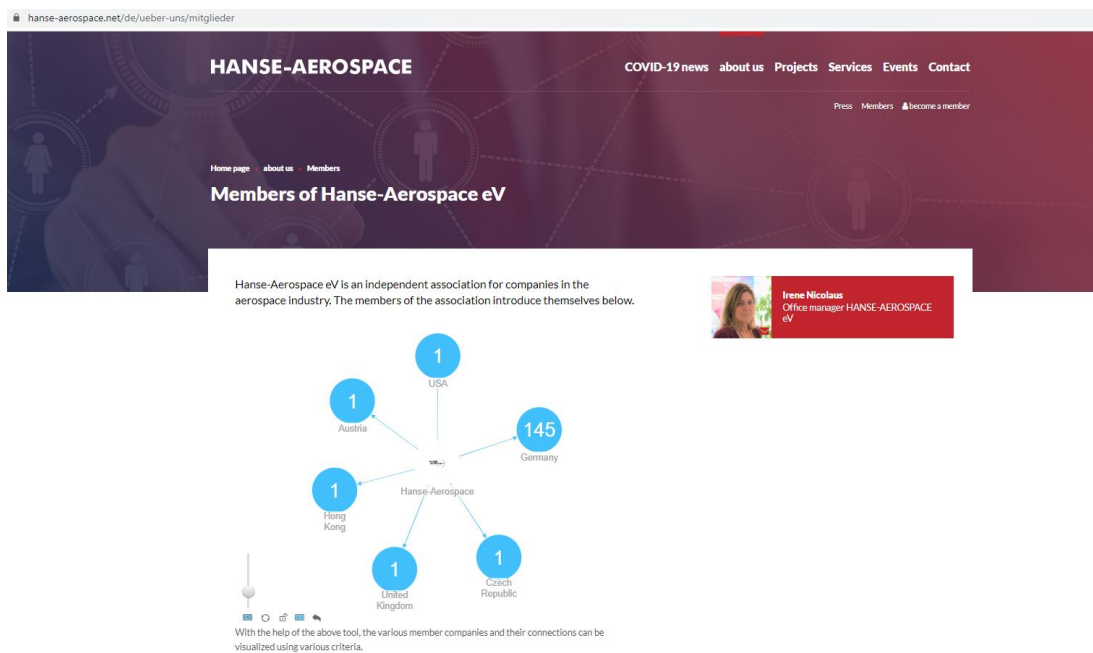 hanse-aerospace.net/de/ueber-uns/mitglieder
HANSE-AEROSPACE
COVID-19 news about us Projects Services Events Contact
Press Members become a member
Home page about us Members
Members of Hanse-Aerospace eV
Hanse-Aerospace eV is an independent association for companies in the
aerospace industry. The members of the association introduce themselves below.
Irene Nicolaus
Office manager HANSE-AEROSPACE
eV
1
USA
1
Austria
145
Germany
Hanse-Aerospace
1
Hong
Kong
1
United
Kingdom
1
Czech
Republic
With the help of the above tool, the various member companies and their connections can be
visualized using various criteria.